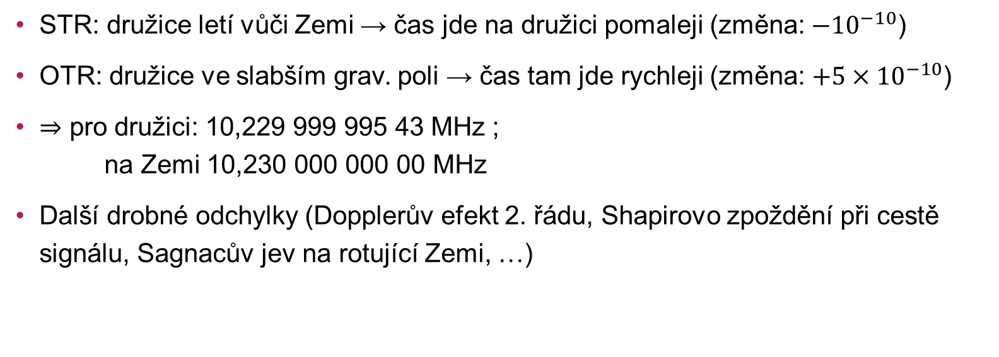 • STR: družice letí vůči Zemi → čas jde na družici pomaleji (změna: −10⁻¹⁰)
• OTR: družice ve slabším grav. poli → čas tam jde rychleji (změna: +5 × 10⁻¹⁰)
• ⇒ pro družici: 10,229 999 995 43 MHz ;
na Zemi 10,230 000 000 00 MHz
• Další drobné odchylky (Dopplerův efekt 2. řádu, Shapirovo zpoždění při cestě
signálu, Sagnacův jev na rotující Zemi, …)